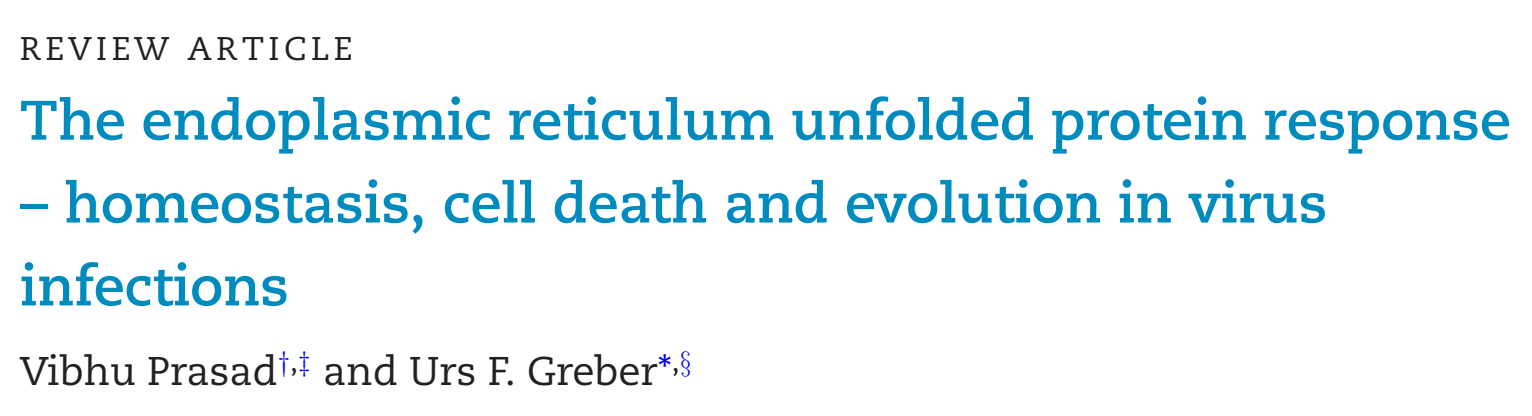 REVIEW ARTICLE
The endoplasmic reticulum unfolded protein response
– homeostasis, cell death and evolution in virus
infections
Vibhu Prasad†,‡ and Urs F. Greber*,§